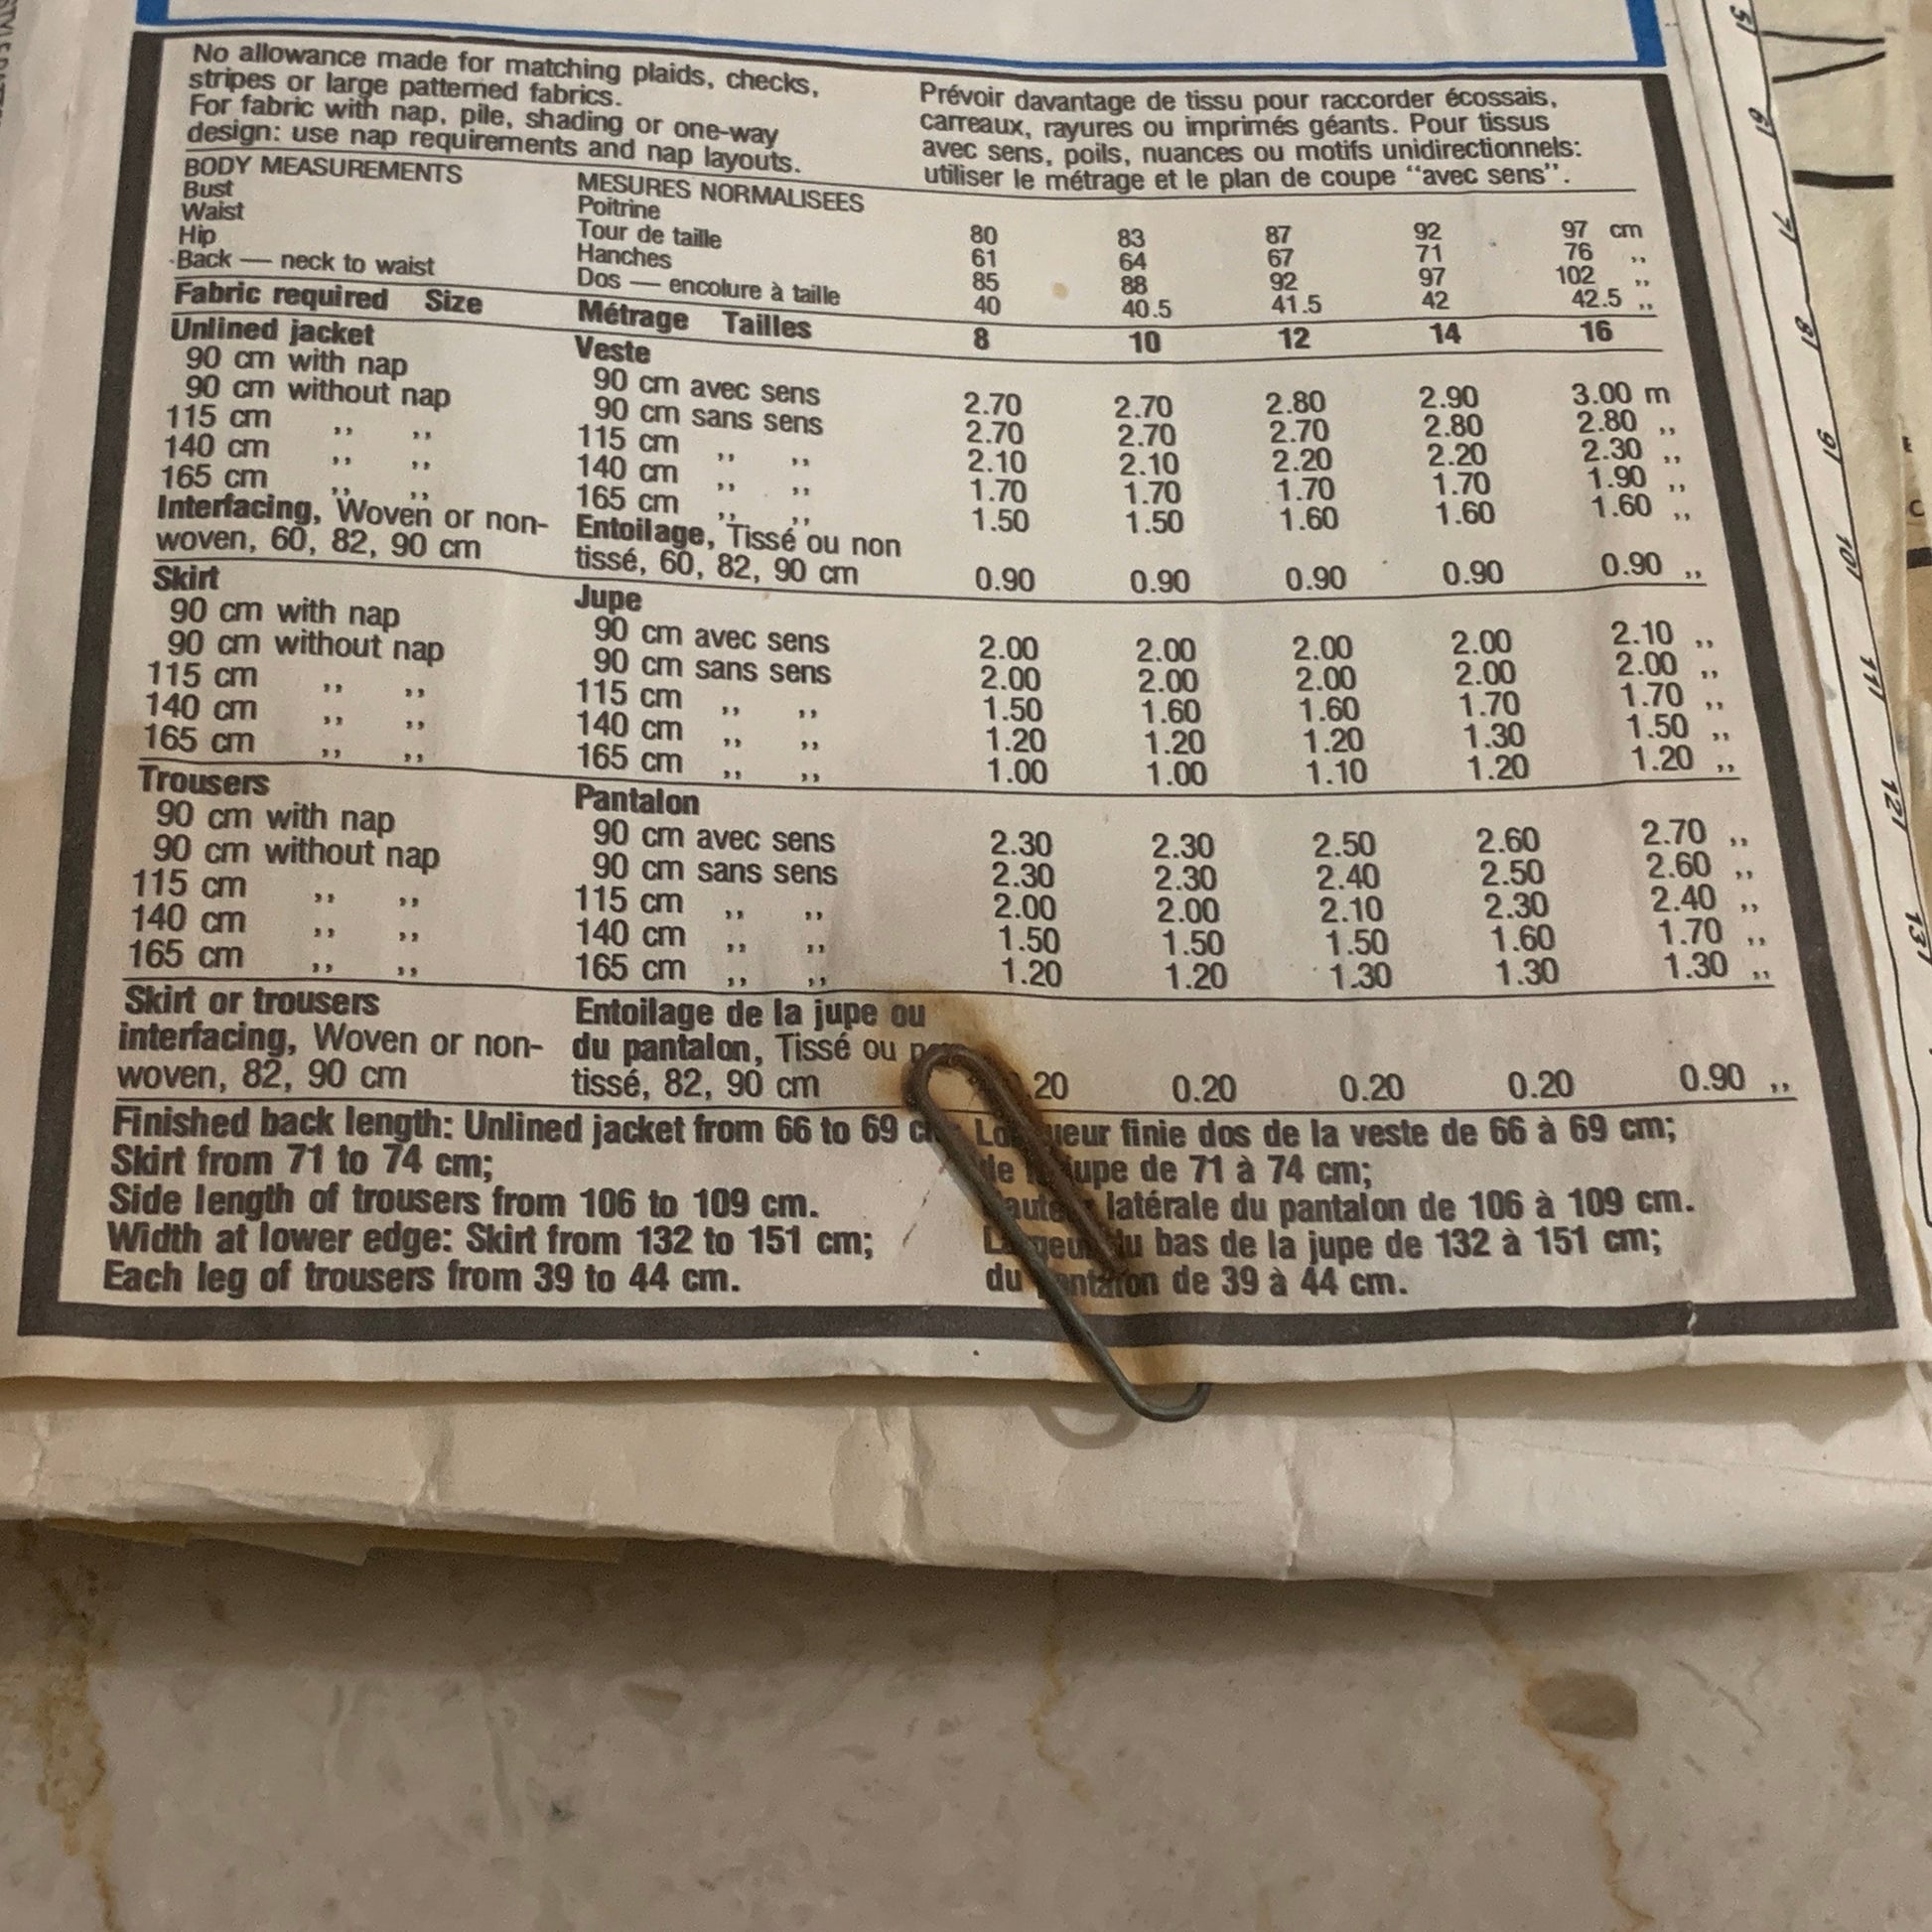 No allowance made for matching plaids, checks,
stripes or large patterned fabrics.
For fabric with nap, pile, shading or one-way
design: use nap requirements and nap layouts.
Prévoir davantage de tissu pour raccorder écossais,
carreaux, rayures ou imprimés géants. Pour tissus
avec sens, poils, nuances ou motifs unidirectionnels:
utiliser le métrage et le plan de coupe “avec sens”.
BODY MEASUREMENTS MESURES NORMALISEES
Bust Poitrine 80 83 87 92 97 cm
Waist Tour de taille 61 64 67 71 76 ,,
Hip Hanches 85 88 92 97 102 ,,
Back — neck to waist Dos — encolure à taille 40 40.5 41.5 42 42.5 ,,
Fabric required Size Métrage Tailles 8 10 12 14 16
Unlined jacket Veste
90 cm with nap 90 cm avec sens 2.70 2.70 2.80 2.90 3.00 m
90 cm without nap 90 cm sans sens 2.70 2.70 2.70 2.80 2.80 ,,
115 cm ,, ,, 115 cm ,, ,, 2.10 2.10 2.20 2.20 2.30 ,,
140 cm ,, ,, 140 cm ,, ,, 1.70 1.70 1.70 1.70 1.90 ,,
165 cm ,, ,, 165 cm ,, ,, 1.50 1.50 1.60 1.60 1.60 ,,
Interfacing, Woven or non- Entoilage, Tissé ou non
woven, 60, 82, 90 cm tissé, 60, 82, 90 cm 0.90 0.90 0.90 0.90 0.90 ,,
Skirt Jupe
90 cm with nap 90 cm avec sens 2.00 2.00 2.00 2.00 2.10 ,,
90 cm without nap 90 cm sans sens 2.00 2.00 2.00 2.00 2.00 ,,
115 cm ,, ,, 115 cm ,, ,, 1.50 1.60 1.60 1.70 1.70 ,,
140 cm ,, ,, 140 cm ,, ,, 1.20 1.20 1.20 1.30 1.50 ,,
165 cm ,, ,, 165 cm ,, ,, 1.00 1.00 1.10 1.20 1.20 ,,
Trousers Pantalon
90 cm with nap 90 cm avec sens 2.30 2.30 2.50 2.60 2.70 ,,
90 cm without nap 90 cm sans sens 2.30 2.30 2.40 2.50 2.60 ,,
115 cm ,, ,, 115 cm ,, ,, 2.00 2.00 2.10 2.30 2.40 ,,
140 cm ,, ,, 140 cm ,, ,, 1.50 1.50 1.50 1.60 1.70 ,,
165 cm ,, ,, 165 cm ,, ,, 1.20 1.20 1.30 1.30 1.30 ,,
Skirt or trousers Entoilage de la jupe ou
interfacing, Woven or non- du pantalon, Tissé ou
woven, 82, 90 cm tissé, 82, 90 cm .20 0.20 0.20 0.20 0.90 ,,
Finished back length: Unlined jacket from 66 to 69
Skirt from 71 to 74 cm;
Side length of trousers from 106 to 109 cm.
Width at lower edge: Skirt from 132 to 151 cm;
Each leg of trousers from 39 to 44 cm.
finie dos de la veste de 66 à 69 cm;
jupe de 71 à 74 cm;
latérale du pantalon de 106 à 109 cm.
du bas de la jupe de 132 à 151 cm;
du pantalon de 39 à 44 cm.
51
61
71
81
91
101
111
121
131